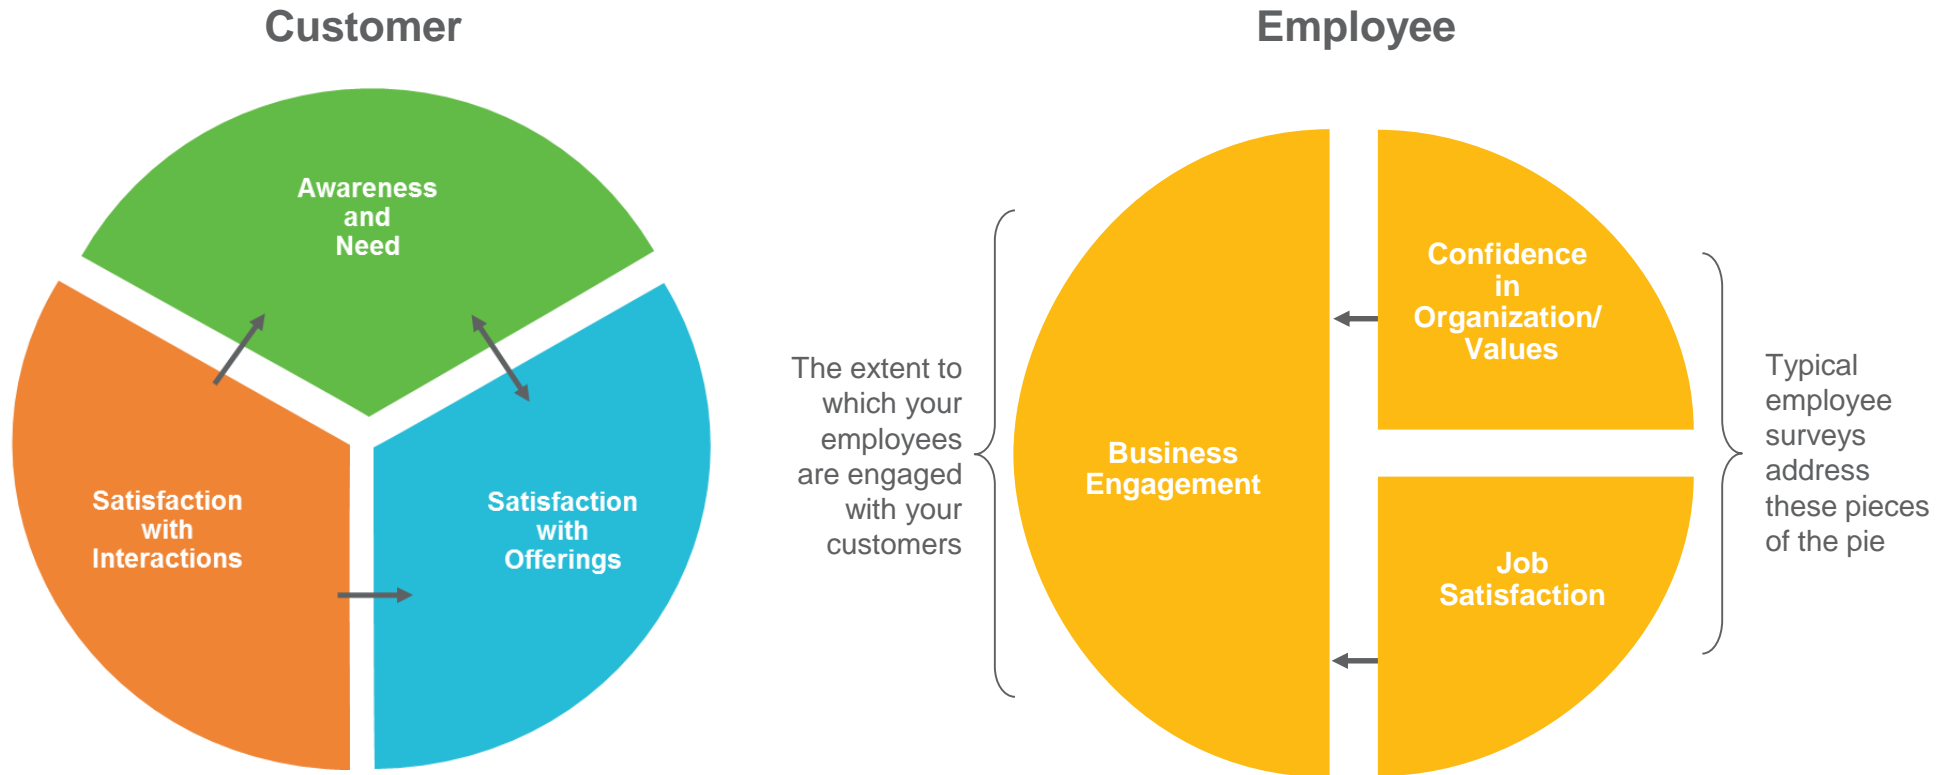 Customer
Awareness
and
Need
Satisfaction
with
Interactions
Satisfaction
with
Offerings
Employee
The extent to
which your
employees
are engaged
with your
customers
Business
Engagement
Confidence
in
Organization/
Values
Job
Satisfaction
Typical
employee
surveys
address
these pieces
of the pie